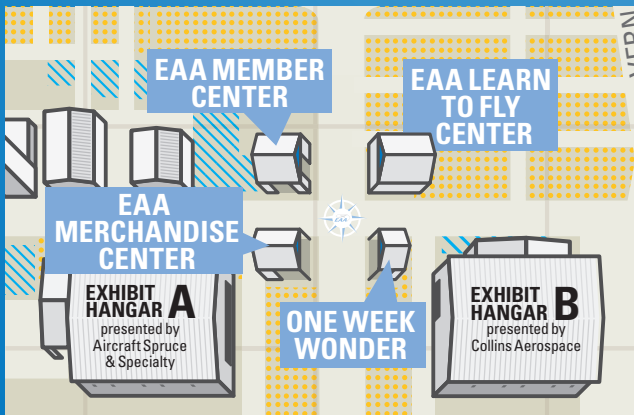 EAA MEMBER
CENTER
EAA LEARN
TO FLY
CENTER
EAA
MERCHANDISE
CENTER
EAA
EXHIBIT
HANGAR A
presented by
Aircraft Spruce
& Specialty
ONE WEEK
WONDER
EXHIBIT
HANGAR B
presented by
Collins Aerospace